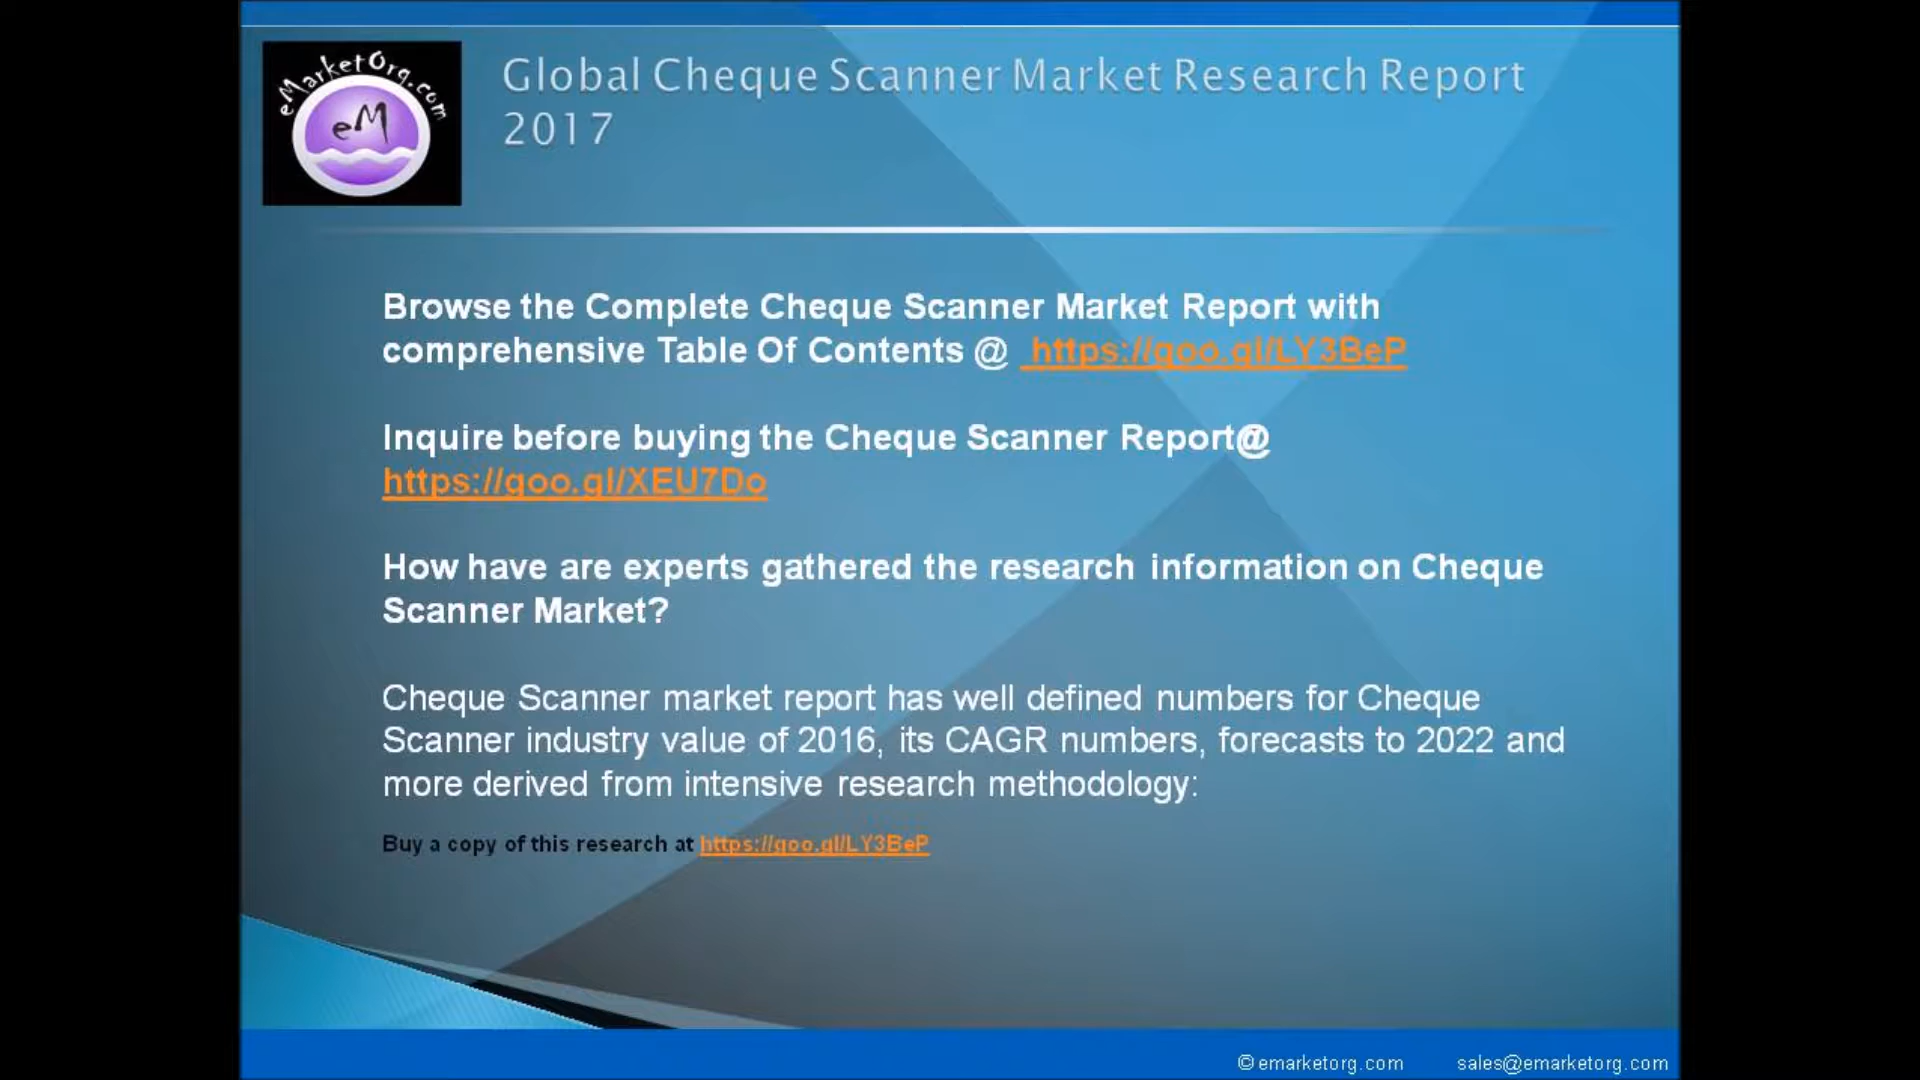 eMarketOrg.com
eM
Global Cheque Scanner Market Research Report
2017
Browse the Complete Cheque Scanner Market Report with
comprehensive Table Of Contents @ https://goo.gl/LY3BeP
Inquire before buying the Cheque Scanner Report@
https://goo.gl/XEU7Do
How have are experts gathered the research information on Cheque
Scanner Market?
Cheque Scanner market report has well defined numbers for Cheque
Scanner industry value of 2016, its CAGR numbers, forecasts to 2022 and
more derived from intensive research methodology:
Buy a copy of this research at https://goo.gl/LY3BeP
© emarketorg.com sales@emarketorg.com